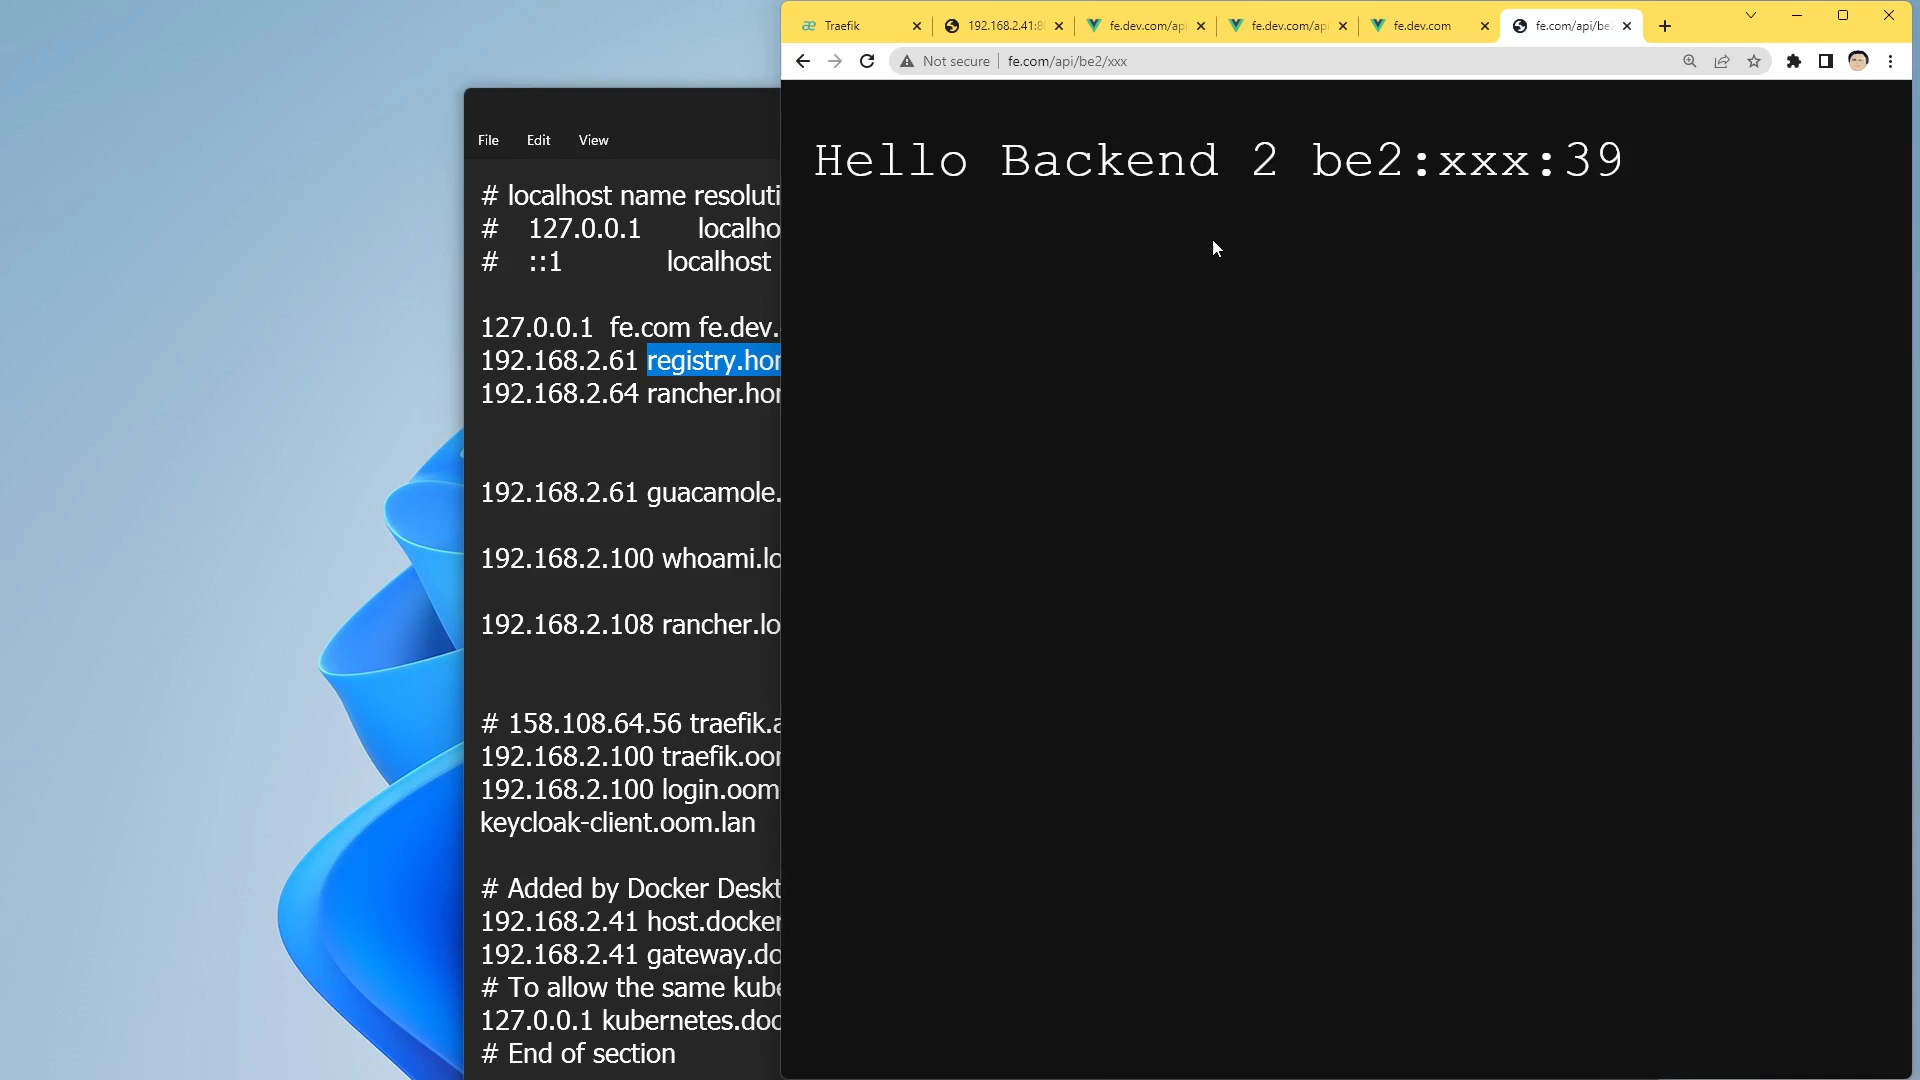 Traefik
192.168.2.41:8
fe.dev.com/ap
fe.dev.com/ap
fe.dev.com
fe.com/api/be
Not secure
fe.com/api/be2/xxx
File
Edit
View
Hello Backend 2 be2:xxx:39
# localhost name resoluti
# 127.0.0.1 localho
# ::1 localhost
127.0.0.1 fe.com fe.dev.
192.168.2.61 registry.hom
192.168.2.64 rancher.hom
192.168.2.61 guacamole.
192.168.2.100 whoami.lo
192.168.2.108 rancher.lo
# 158.108.64.56 traefik.a
192.168.2.100 traefik.oom
192.168.2.100 login.oom
keycloak-client.oom.lan
# Added by Docker Deskt
192.168.2.41 host.docker
192.168.2.41 gateway.do
# To allow the same kube
127.0.0.1 kubernetes.doc
# End of section